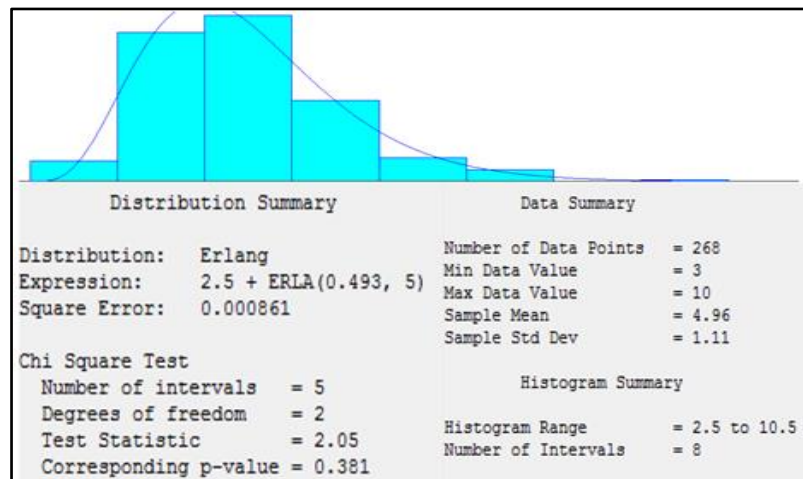 Distribution Summary
Distribution: Erlang
Expression: 2.5 + ERLA(0.493, 5)
Square Error: 0.000861
Chi Square Test
Number of intervals = 5
Degrees of freedom = 2
Test Statistic = 2.05
Corresponding p-value = 0.381
Data Summary
Number of Data Points = 268
Min Data Value = 3
Max Data Value = 10
Sample Mean = 4.96
Sample Std Dev = 1.11
Histogram Summary
Histogram Range = 2.5 to 10.5
Number of Intervals = 8